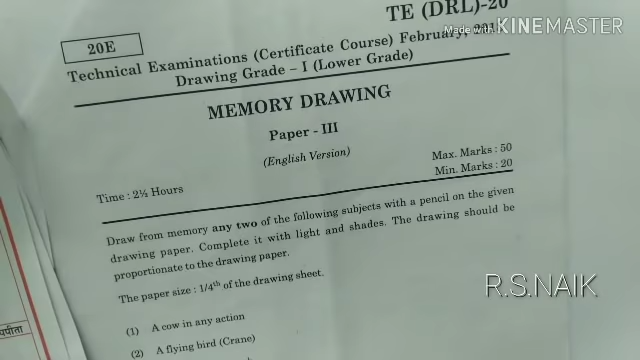 TE (DRL)-20
Made with KINEMASTER
20E
Technical Examinations (Certificate Course) February, 201
Drawing Grade – I (Lower Grade)
MEMORY DRAWING
Paper - III
(English Version)
Max. Marks : 50
Time : 2½ Hours
Min. Marks : 20
Draw from memory any two of the following subjects with a pencil on the given
drawing paper. Complete it with light and shades. The drawing should be
proportionate to the drawing paper.
The paper size : 1/4th of the drawing sheet.
R.S.NAIK
(1) A cow in any action
(2) A flying bird (Crane)